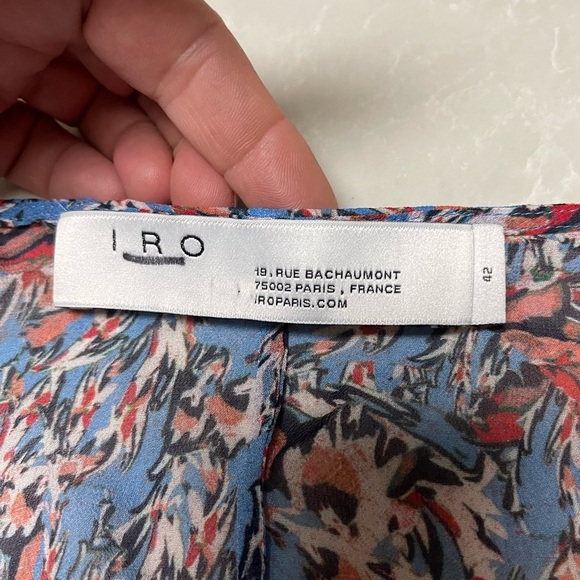 IRO
19, RUE BACHAUMONT
75002 PARIS, FRANCE
IROPARIS.COM
42